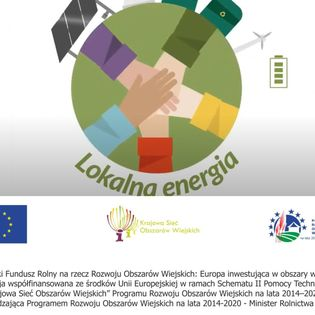 Lokalna energia
Krajowa Sieć
Obszarów Wiejskich
i Fundusz Rolny na rzecz Rozwoju Obszarów Wiejskich: Europa inwestująca w obszary w
ja współfinansowana ze środków Unii Europejskiej w ramach Schematu II Pomocy Techn
jowa Sieć Obszarów Wiejskich" Programu Rozwoju Obszarów Wiejskich na lata 2014–202
dzająca Programem Rozwoju Obszarów Wiejskich na lata 2014-2020 - Minister Rolnictwa